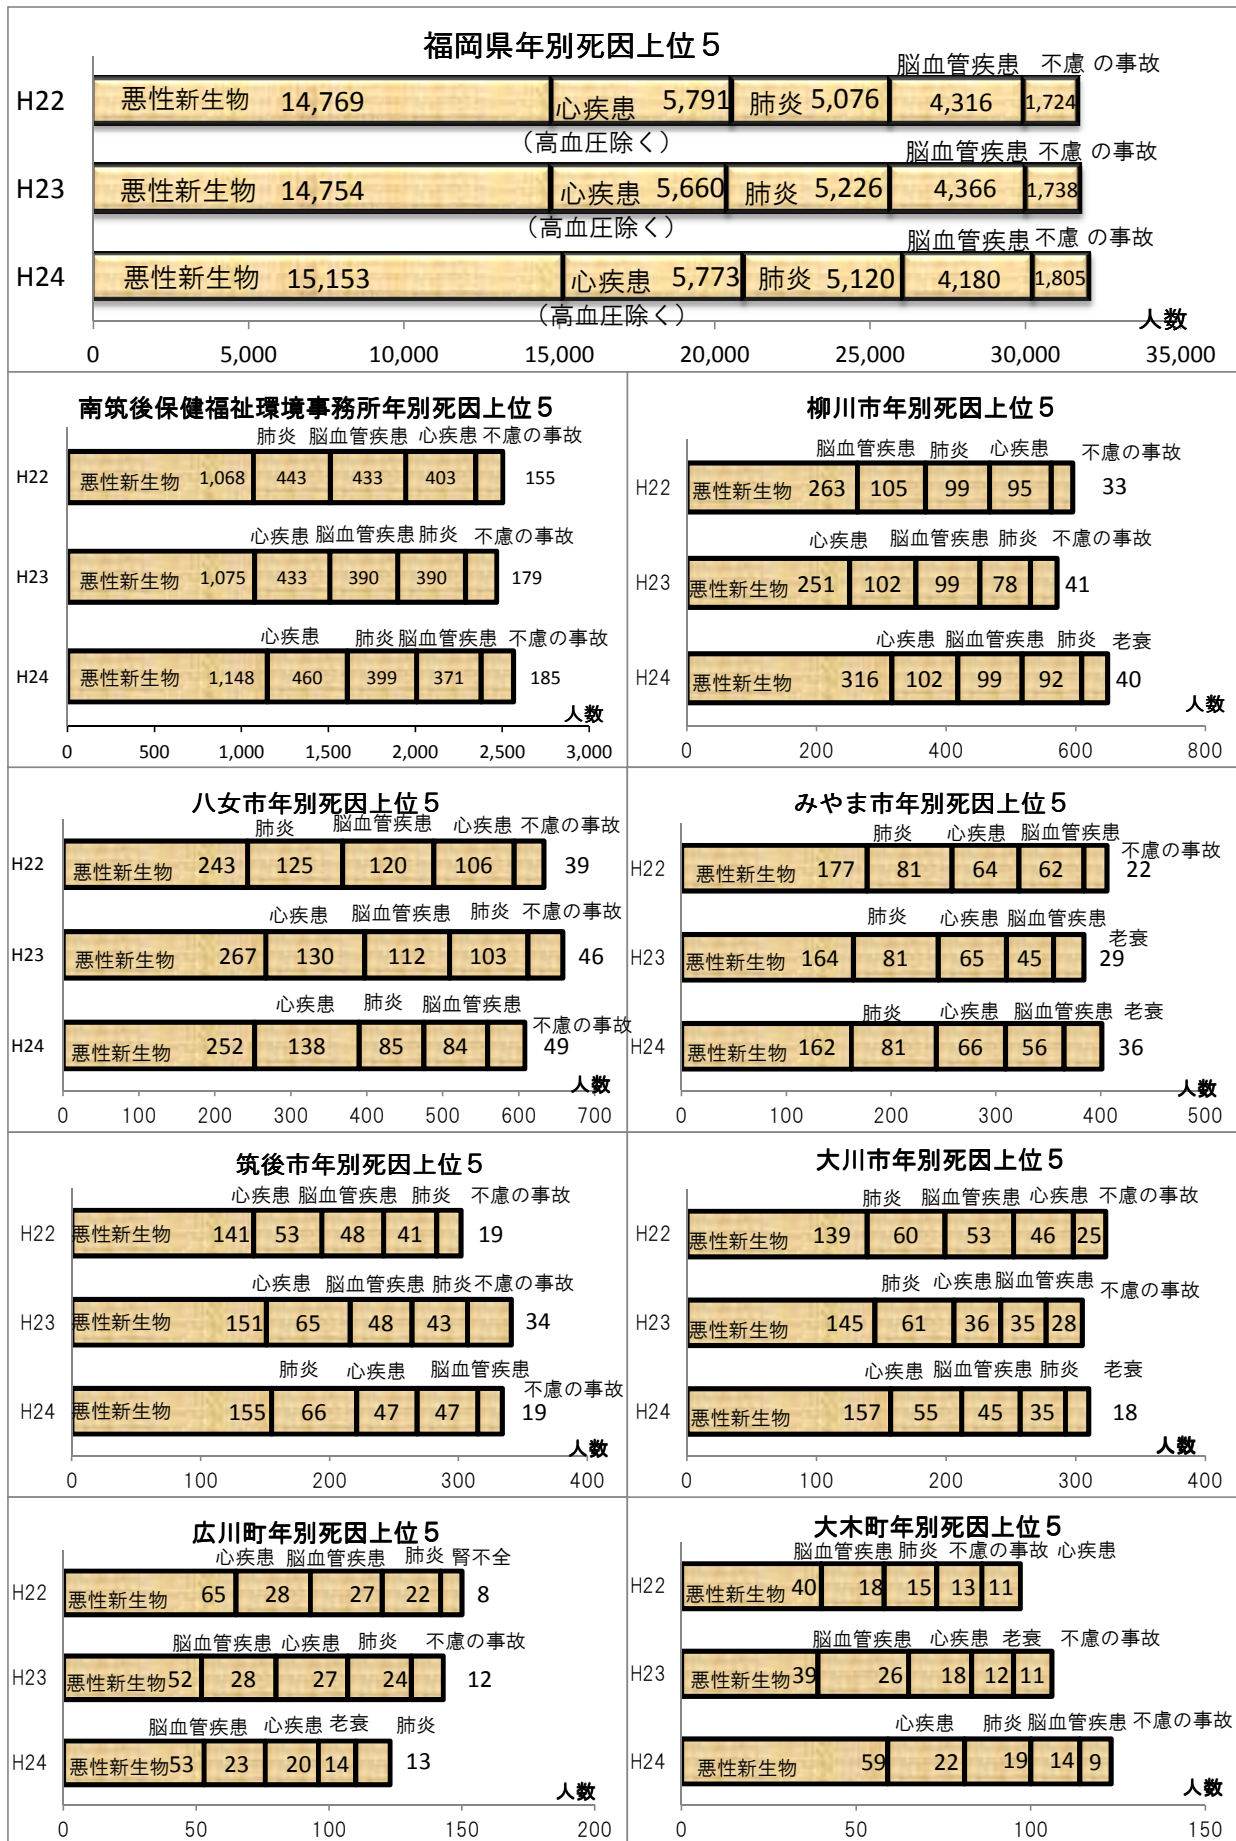 福岡県年別死因上位５
脳血管疾患 不慮 の事故
H22 悪性新生物 14,769 心疾患 5,791 肺炎 5,076 4,316 1,724
（高血圧除く）
脳血管疾患 不慮 の事故
H23 悪性新生物 14,754 心疾患 5,660 肺炎 5,226 4,366 1,738
（高血圧除く）
脳血管疾患 不慮 の事故
H24 悪性新生物 15,153 心疾患 5,773 肺炎 5,120 4,180 1,805
（高血圧除く）
人数
0 5,000 10,000 15,000 20,000 25,000 30,000 35,000
南筑後保健福祉環境事務所年別死因上位５
肺炎 脳血管疾患 心疾患 不慮の事故
H22 悪性新生物 1,068 443 433 403 155
心疾患 脳血管疾患 肺炎 不慮の事故
H23 悪性新生物 1,075 433 390 390 179
心疾患 肺炎 脳血管疾患 不慮の事故
H24 悪性新生物 1,148 460 399 371 185
人数
0 500 1,000 1,500 2,000 2,500 3,000
柳川市年別死因上位５
脳血管疾患 肺炎 心疾患 不慮の事故
H22 悪性新生物 263 105 99 95 33
心疾患 脳血管疾患 肺炎 不慮の事故
H23 悪性新生物 251 102 99 78 41
心疾患 脳血管疾患 肺炎 老衰
H24 悪性新生物 316 102 99 92 40
人数
0 200 400 600 800
八女市年別死因上位５
肺炎 脳血管疾患 心疾患 不慮の事故
H22 悪性新生物 243 125 120 106 39
心疾患 脳血管疾患 肺炎 不慮の事故
H23 悪性新生物 267 130 112 103 46
心疾患 肺炎 脳血管疾患 不慮の事故
H24 悪性新生物 252 138 85 84 49
人数
0 100 200 300 400 500 600 700
みやま市年別死因上位５
肺炎 心疾患 脳血管疾患 不慮の事故
H22 悪性新生物 177 81 64 62 22
肺炎 心疾患 脳血管疾患 老衰
H23 悪性新生物 164 81 65 45 29
肺炎 心疾患 脳血管疾患 老衰
H24 悪性新生物 162 81 66 56 36
人数
0 100 200 300 400 500
筑後市年別死因上位５
心疾患 脳血管疾患 肺炎 不慮の事故
H22 悪性新生物 141 53 48 41 19
心疾患 脳血管疾患 肺炎 不慮の事故
H23 悪性新生物 151 65 48 43 34
肺炎 心疾患 脳血管疾患 不慮の事故
H24 悪性新生物 155 66 47 47 19
人数
0 100 200 300 400
大川市年別死因上位５
肺炎 脳血管疾患 心疾患 不慮の事故
H22 悪性新生物 139 60 53 46 25
肺炎 心疾患 脳血管疾患 不慮の事故
H23 悪性新生物 145 61 36 35 28
心疾患 脳血管疾患 肺炎 老衰
H24 悪性新生物 157 55 45 35 18
人数
0 100 200 300 400
広川町年別死因上位５
心疾患 脳血管疾患 肺炎 腎不全
H22 悪性新生物 65 28 27 22 8
脳血管疾患 心疾患 肺炎 不慮の事故
H23 悪性新生物 52 28 27 24 12
脳血管疾患 心疾患 老衰 肺炎
H24 悪性新生物 53 23 20 14 13
人数
0 50 100 150 200
大木町年別死因上位５
脳血管疾患 肺炎 不慮の事故 心疾患
H22 悪性新生物 40 18 15 13 11
脳血管疾患 心疾患 老衰 不慮の事故
H23 悪性新生物 39 26 18 12 11
心疾患 肺炎 脳血管疾患 不慮の事故
H24 悪性新生物 59 22 19 14 9
人数
0 50 100 150